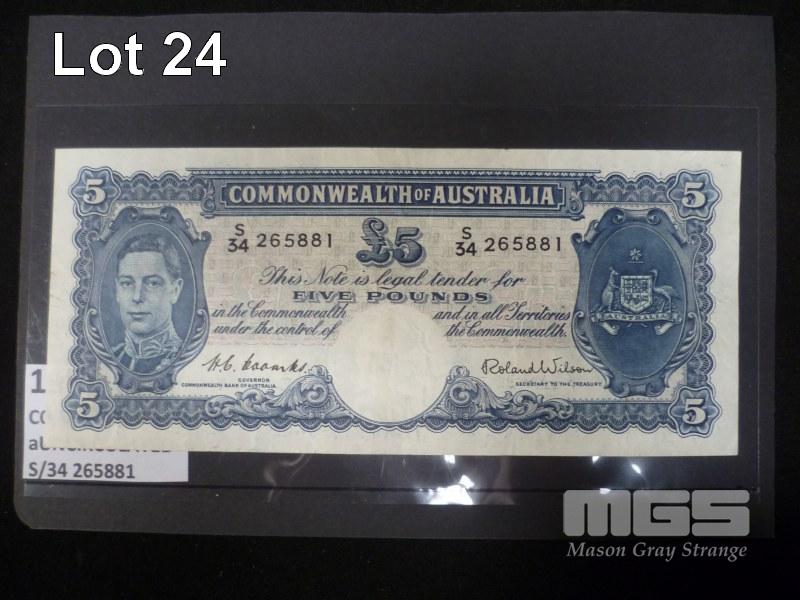 Lot 24
5 5
COMMONWEALTH OF AUSTRALIA
S/34 265881 £5 S/34 265881
This Note is legal tender for
FIVE POUNDS
in the Commonwealth and in all Territories
under the control of the Commonwealth.
AUSTRALIA
Roland Wilson
GOVERNOR
COMMONWEALTH BANK OF AUSTRALIA.
SECRETARY TO THE TREASURY.
5 5
1
S/34 265881
MGS
Mason Gray Strange